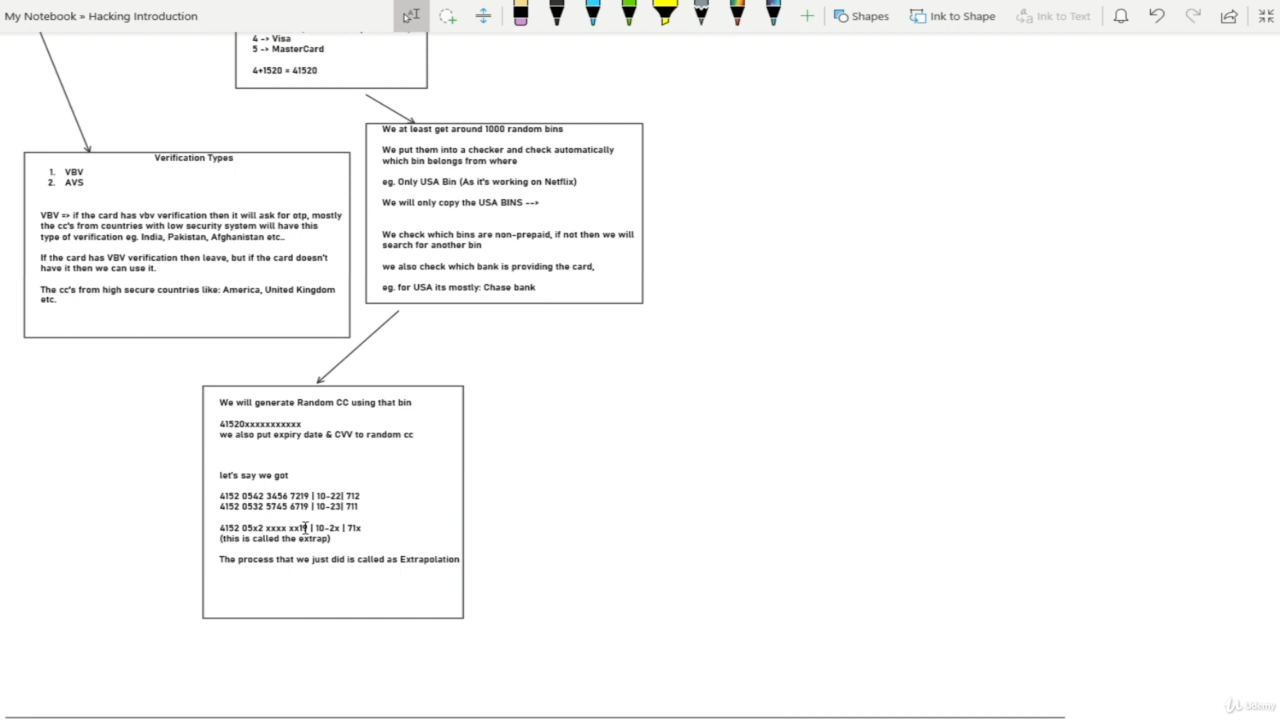 My Notebook » Hacking Introduction
Shapes
Ink to Shape
Ink to Text
4 -> Visa
5 -> MasterCard
4+1520 = 41520
Verification Types
1. VBV
2. AVS
VBV => if the card has vbv verification then it will ask for otp, mostly
the cc's from countries with low security system will have this
type of verification eg. India, Pakistan, Afghanistan etc..
If the card has VBV verification then leave, but if the card doesn't
have it then we can use it.
The cc's from high secure countries like: America, United Kingdom
etc.
We at least get around 1000 random bins
We put them into a checker and check automatically
which bin belongs from where
eg. Only USA Bin (As it's working on Netflix)
We will only copy the USA BINS -->
We check which bins are non-prepaid, if not then we will
search for another bin
we also check which bank is providing the card,
eg. for USA its mostly: Chase bank
We will generate Random CC using that bin
41520xxxxxxxxxxx
we also put expiry date & CVV to random cc
let's say we got
4152 0542 3456 7219 | 10-22| 712
4152 0532 5745 6719 | 10-23| 711
4152 05x2 xxxx xx19 | 10-2x | 71x
(this is called the extrap)
The process that we just did is called as Extrapolation
Udemy